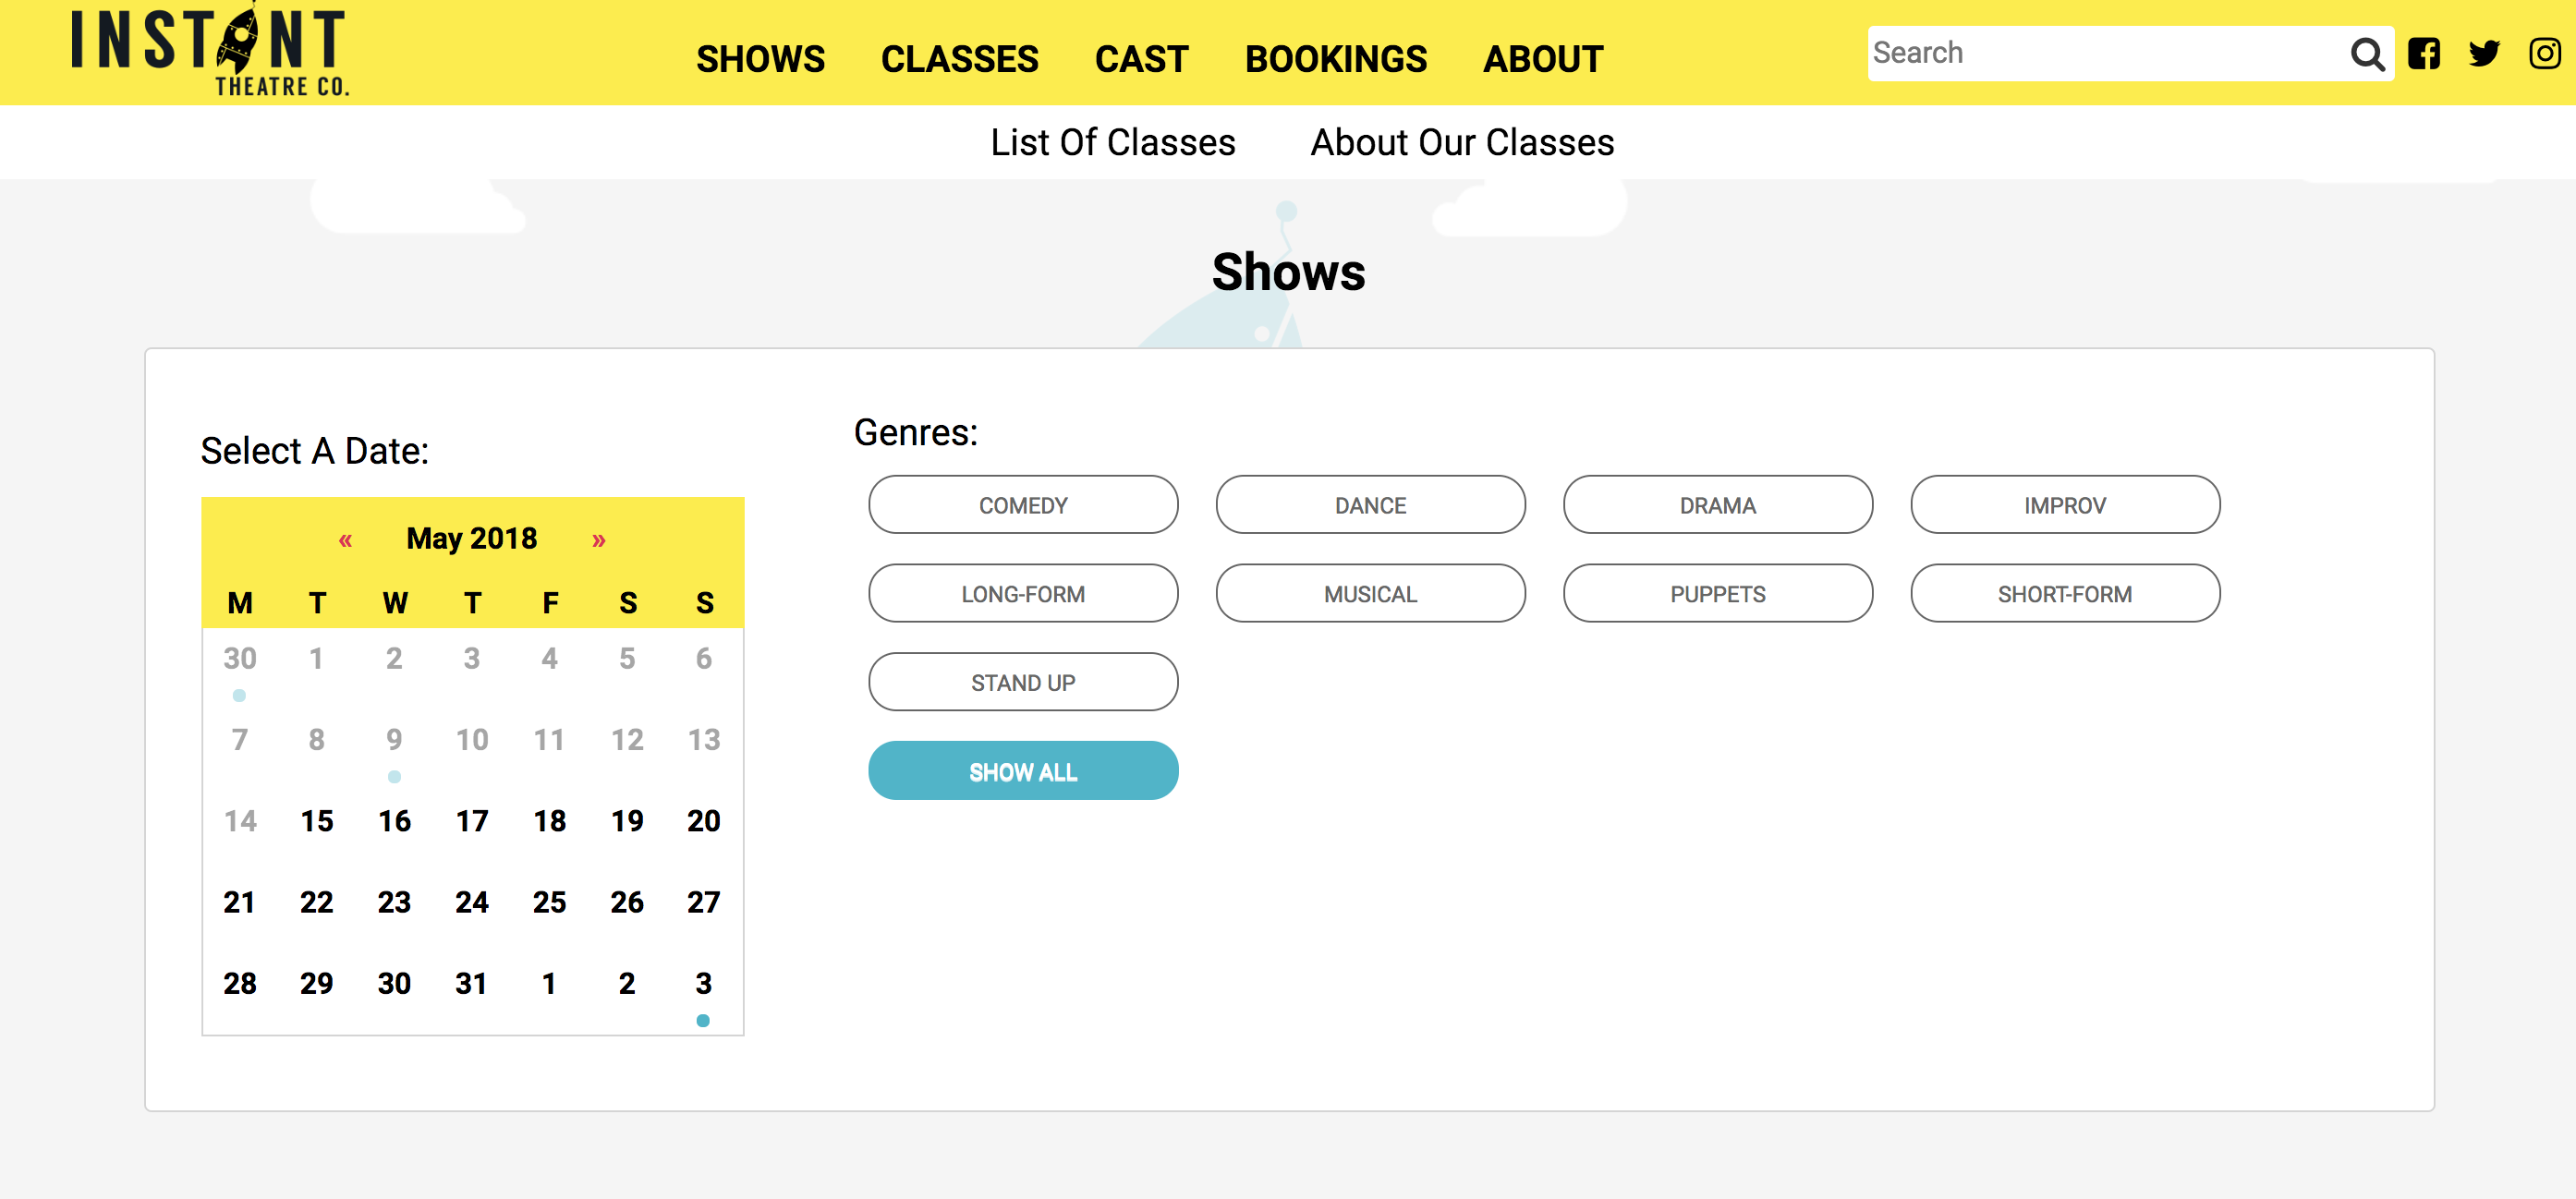 INSTANT
THEATRE CO.
SHOWS CLASSES CAST BOOKINGS ABOUT
Search
List Of Classes About Our Classes
Shows
Select A Date:
« May 2018 »
M T W T F S S
30 1 2 3 4 5 6
7 8 9 10 11 12 13
14 15 16 17 18 19 20
21 22 23 24 25 26 27
28 29 30 31 1 2 3
Genres:
COMEDY DANCE DRAMA IMPROV
LONG-FORM MUSICAL PUPPETS SHORT-FORM
STAND UP
SHOW ALL